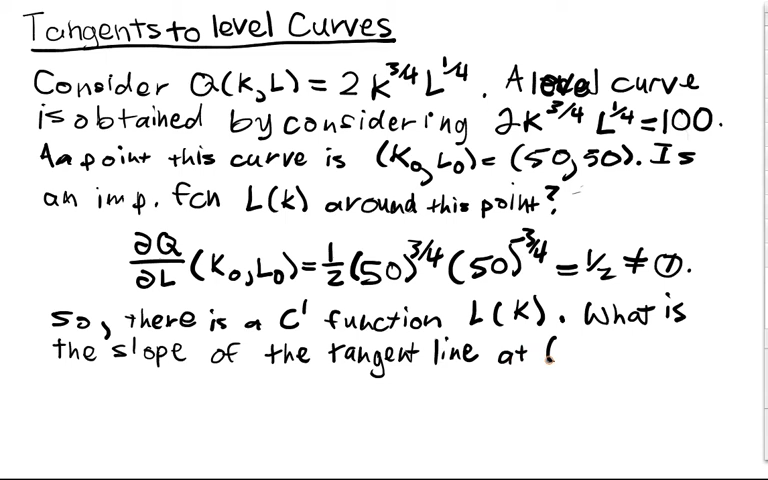 Tangents to level Curves
Consider Q(K,L) = 2 K^{3/4} L^{1/4}. A level curve
is obtained by considering 2K^{3/4} L^{1/4} = 100.
Aa point this curve is (K₀, L₀) = (50, 50). Is
an imp. fcn L(K) around this point?
∂Q/∂L (K₀, L₀) = 1/2 (50)^{3/4} (50)^{-3/4} = 1/2 ≠ 0.
So, there is a C' function L(K). What is
the slope of the tangent line at (